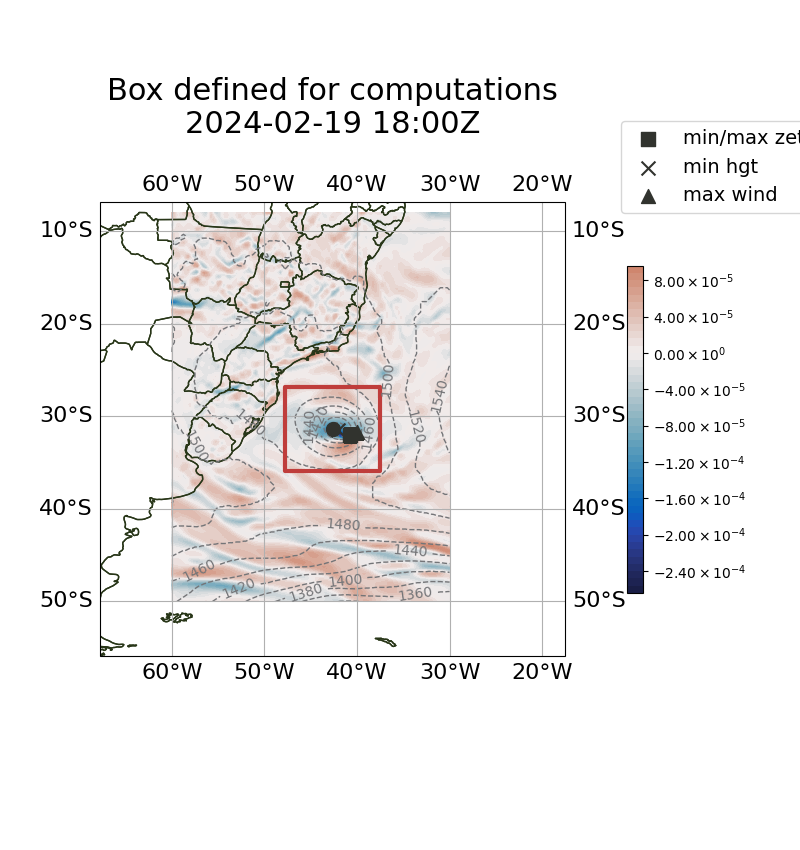 Box defined for computations
2024-02-19 18:00Z
min/max zet
min hgt
max wind
60°W 50°W 40°W 30°W 20°W
10°S 10°S
20°S
30°S
40°S
50°S 50°S
60°W 50°W 40°W 30°W 20°W
8.00 × 10⁻⁵
4.00 × 10⁻⁵
0.00 × 10⁰
−4.00 × 10⁻⁵
−8.00 × 10⁻⁵
−1.20 × 10⁻⁴
−1.60 × 10⁻⁴
−2.00 × 10⁻⁴
−2.40 × 10⁻⁴
1500
1540
1520
1440
1460
1500
1480
1440
1460
1420
1400
1380
1360